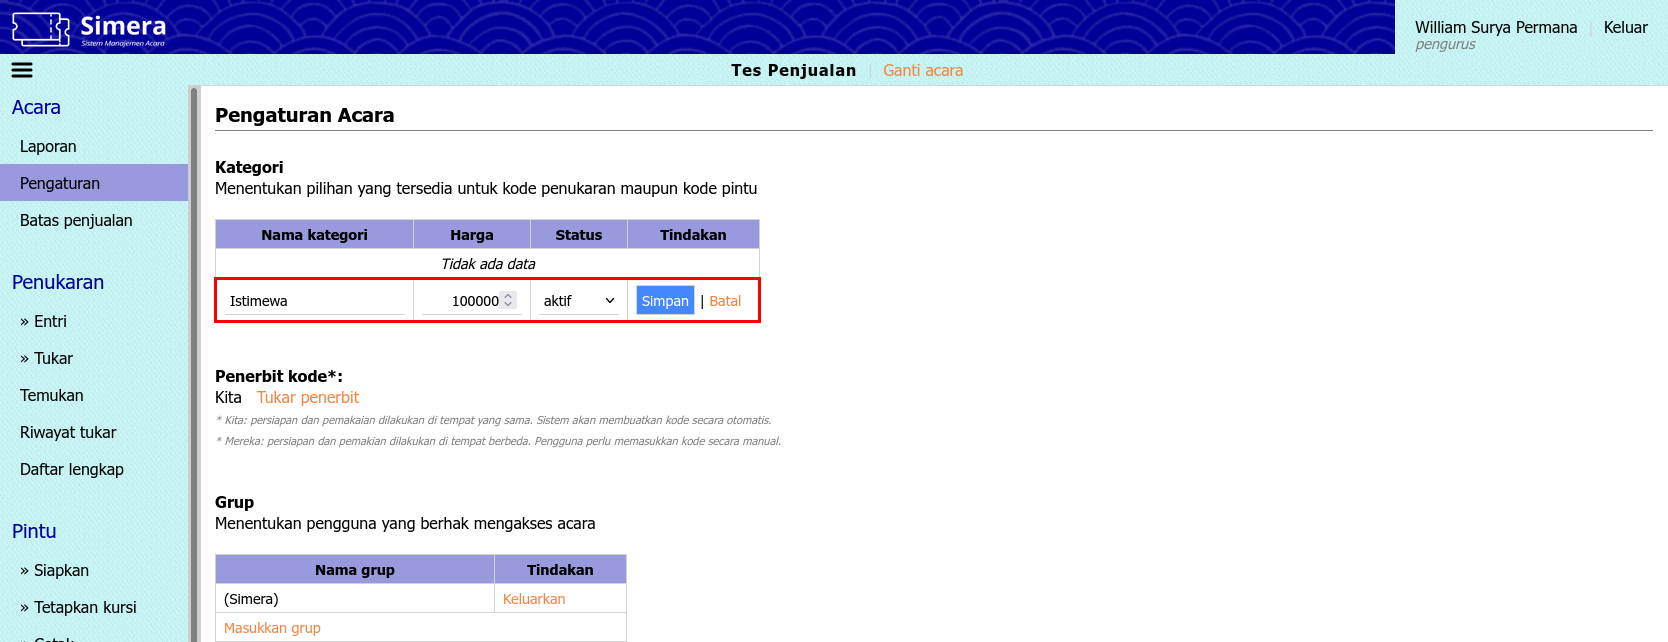 Simera
Sistem Manajemen Acara
William Surya Permana | Keluar
pengurus
Tes Penjualan | Ganti acara
Acara
Laporan
Pengaturan
Batas penjualan
Penukaran
» Entri
» Tukar
Temukan
Riwayat tukar
Daftar lengkap
Pintu
» Siapkan
» Tetapkan kursi
Pengaturan Acara
Kategori
Menentukan pilihan yang tersedia untuk kode penukaran maupun kode pintu
Nama kategori Harga Status Tindakan
Tidak ada data
Istimewa 100000 aktif Simpan | Batal
Penerbit kode*:
Kita Tukar penerbit
* Kita: persiapan dan pemakaian dilakukan di tempat yang sama. Sistem akan membuatkan kode secara otomatis.
* Mereka: persiapan dan pemakian dilakukan di tempat berbeda. Pengguna perlu memasukkan kode secara manual.
Grup
Menentukan pengguna yang berhak mengakses acara
Nama grup Tindakan
(Simera) Keluarkan
Masukkan grup